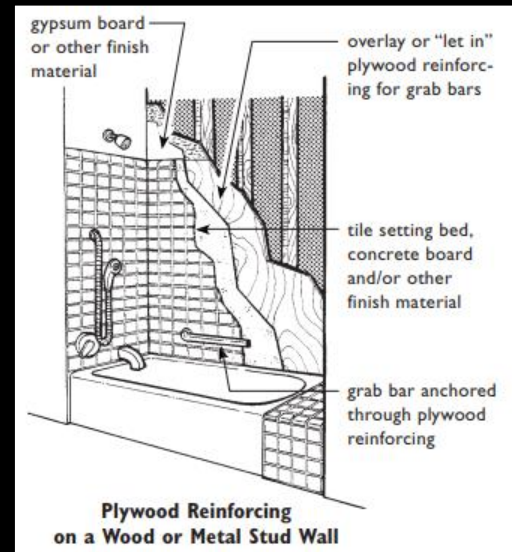 gypsum board
or other finish
material
overlay or “let in”
plywood reinforc-
ing for grab bars
tile setting bed,
concrete board
and/or other
finish material
grab bar anchored
through plywood
reinforcing
Plywood Reinforcing
on a Wood or Metal Stud Wall